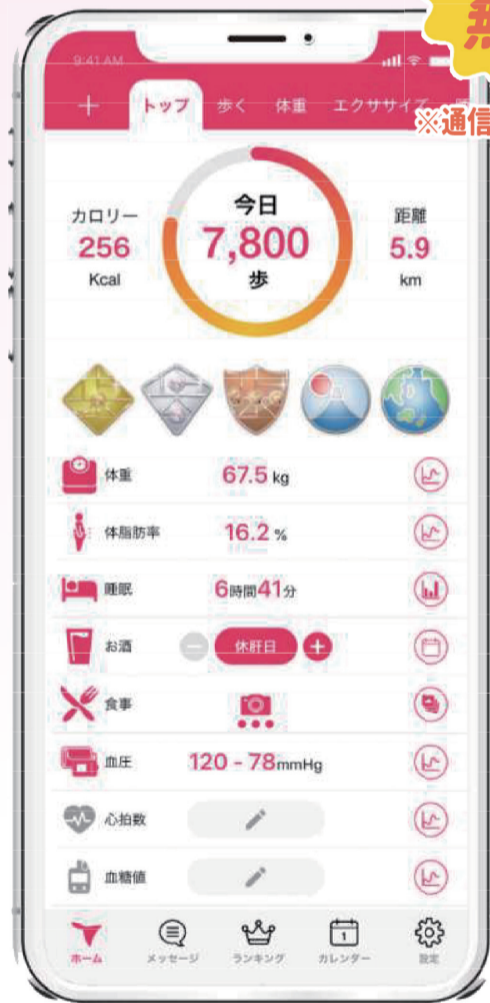 無
※通信
9:41 AM
トップ 歩く 体重 エクササイズ
今日
7,800
歩
カロリー
256
Kcal
距離
5.9
km
体重 67.5 kg
体脂肪率 16.2 %
睡眠 6時間41分
お酒 − 休肝日 +
食事
血圧 120 - 78mmHg
心拍数
血糖値
ホーム メッセージ ランキング カレンダー 設定
1